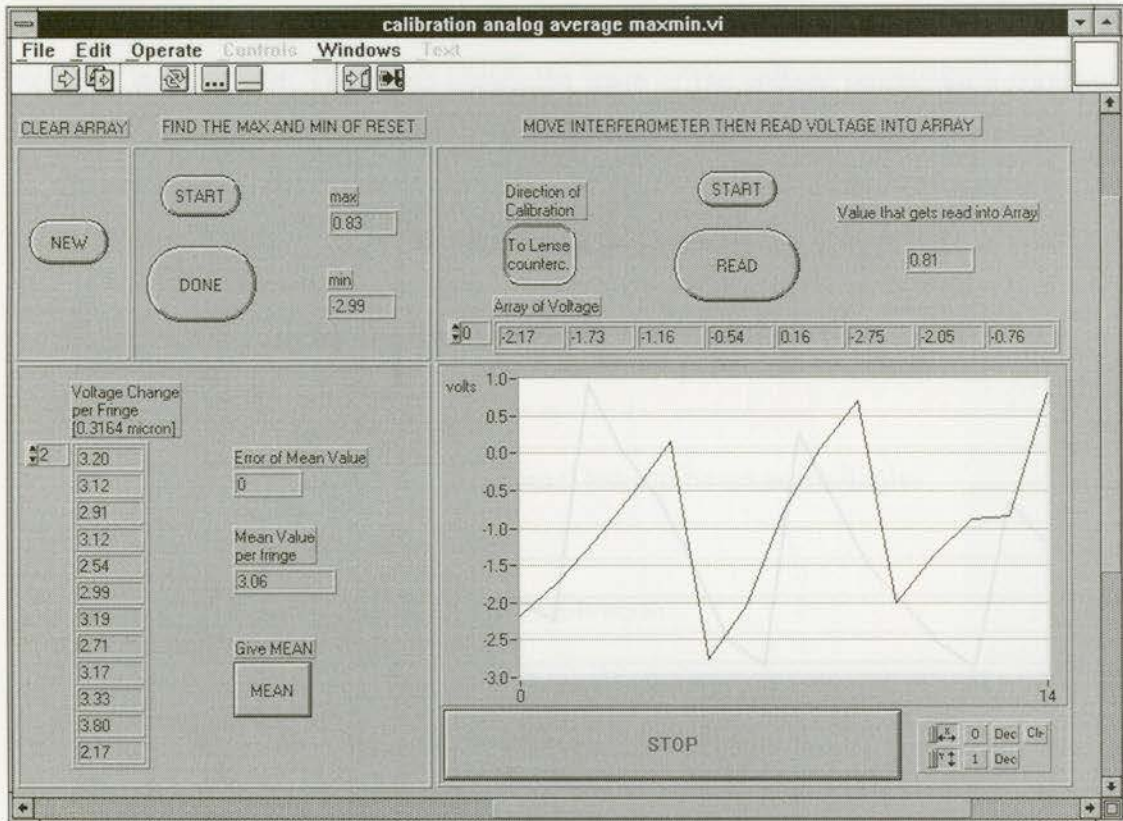 calibration analog average maxmin.vi
File Edit Operate Controls Windows Text
CLEAR ARRAY
FIND THE MAX AND MIN OF RESET
MOVE INTERFEROMETER THEN READ VOLTAGE INTO ARRAY
NEW
START
DONE
max
0.83
min
-2.99
Direction of
Calibration
To Lense
counterc.
START
READ
Value that gets read into Array
0.81
Array of Voltage
0 -2.17 -1.73 -1.16 -0.54 0.16 -2.75 -2.05 -0.76
Voltage Change
per Fringe
[0.3164 micron]
2
3.20
3.12
2.91
3.12
2.54
2.99
3.19
2.71
3.17
3.33
3.80
2.17
Error of Mean Value
0
Mean Value
per fringe
3.06
Give MEAN
MEAN
volts
1.0
0.5
0.0
-0.5
-1.0
-1.5
-2.0
-2.5
-3.0
0 14
STOP
X 0 Dec Clr
Y 1 Dec